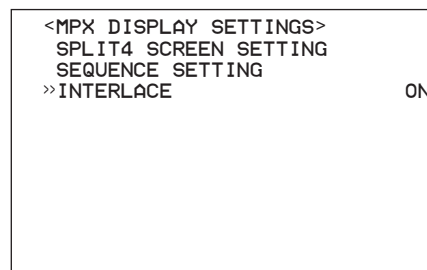 <MPX DISPLAY SETTINGS>
SPLIT4 SCREEN SETTING
SEQUENCE SETTING
»INTERLACE ON